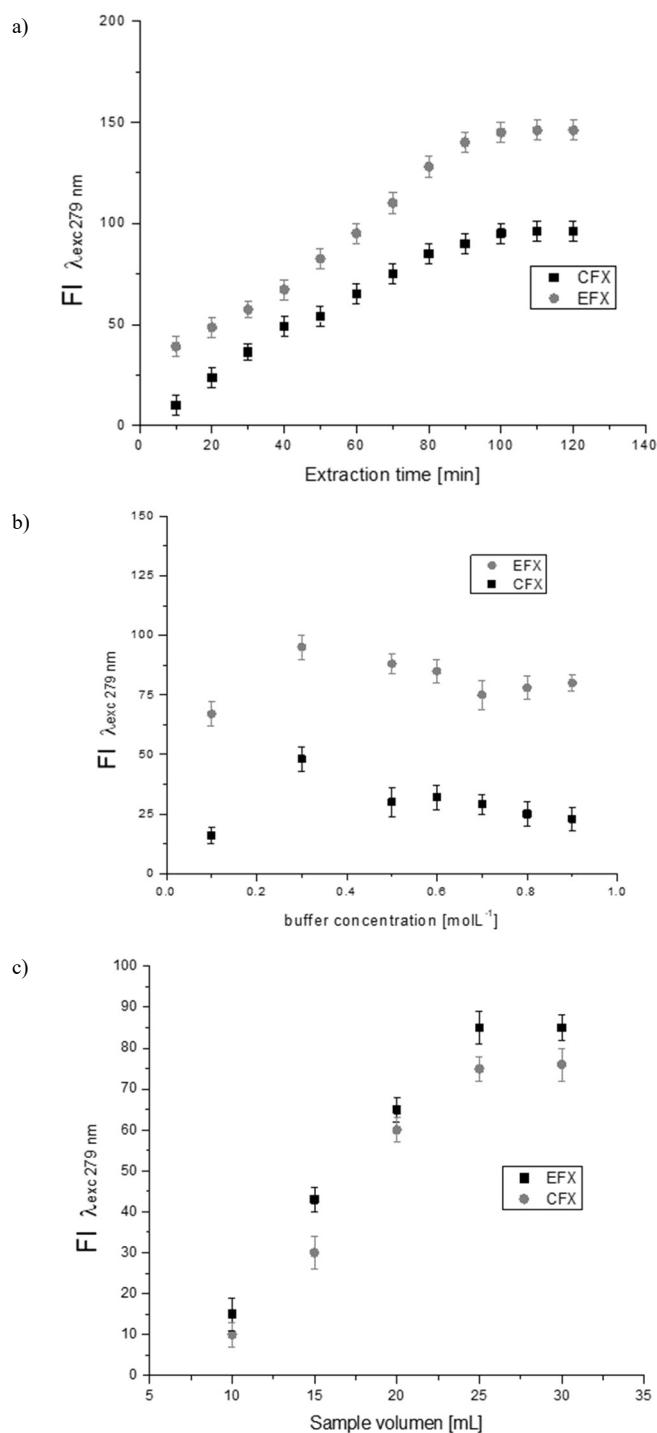 a)
200
150
100
50
0
FI λexc 279 nm
CFX
EFX
0 20 40 60 80 100 120 140
Extraction time [min]
b)
150
125
100
75
50
25
0
FI λexc 279 nm
EFX
CFX
0.0 0.2 0.4 0.6 0.8 1.0
buffer concentration [molL⁻¹]
c)
100
90
80
70
60
50
40
30
20
10
0
FI λexc 279 nm
EFX
CFX
5 10 15 20 25 30 35
Sample volumen [mL]